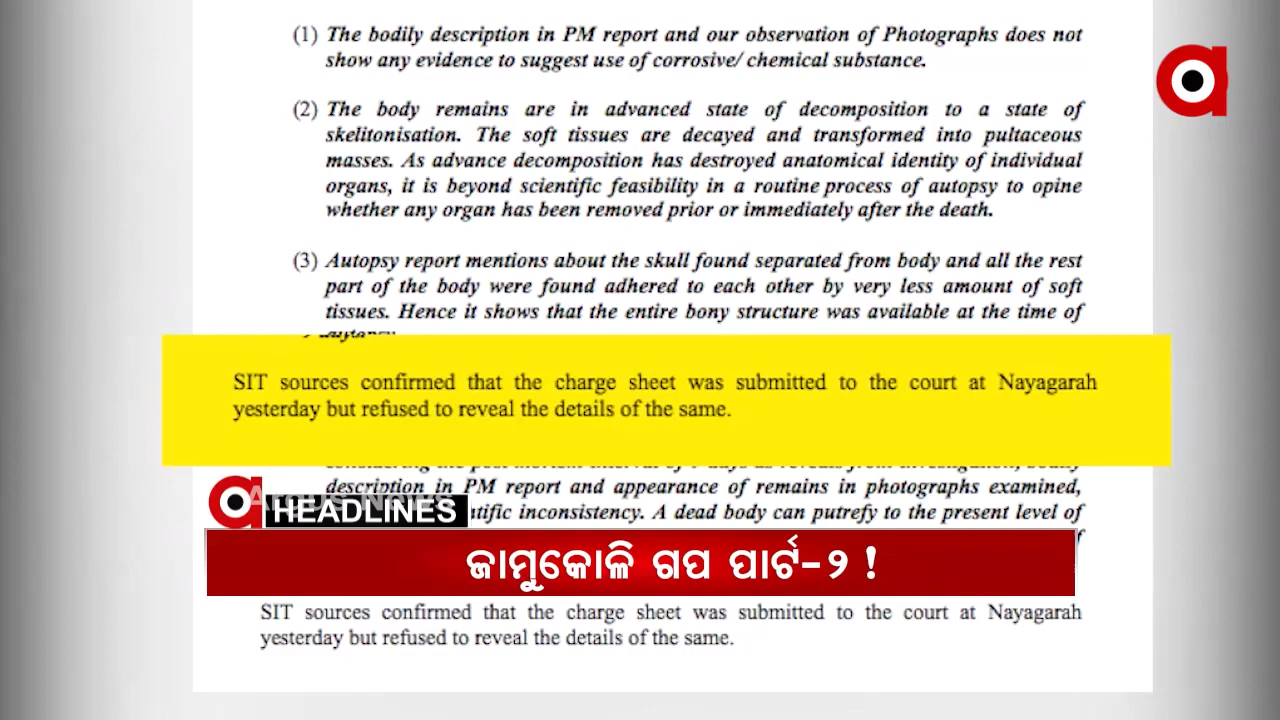 (1) The bodily description in PM report and our observation of Photographs does not
show any evidence to suggest use of corrosive/ chemical substance.
(2) The body remains are in advanced state of decomposition to a state of
skelitonisation. The soft tissues are decayed and transformed into pultaceous
masses. As advance decomposition has destroyed anatomical identity of individual
organs, it is beyond scientific feasibility in a routine process of autopsy to opine
whether any organ has been removed prior or immediately after the death.
(3) Autopsy report mentions about the skull found separated from body and all the rest
part of the body were found adhered to each other by very less amount of soft
tissues. Hence it shows that the entire bony structure was available at the time of
autopsy.
SIT sources confirmed that the charge sheet was submitted to the court at Nayagarah
yesterday but refused to reveal the details of the same.
description in PM report and appearance of remains in photographs examined,
inconsistency. A dead body can putrefy to the present level of
ARGUS NEWS
HEADLINES
ଜାମୁକୋଳି ଗପ ପାର୍ଟ-୨ !
SIT sources confirmed that the charge sheet was submitted to the court at Nayagarah
yesterday but refused to reveal the details of the same.